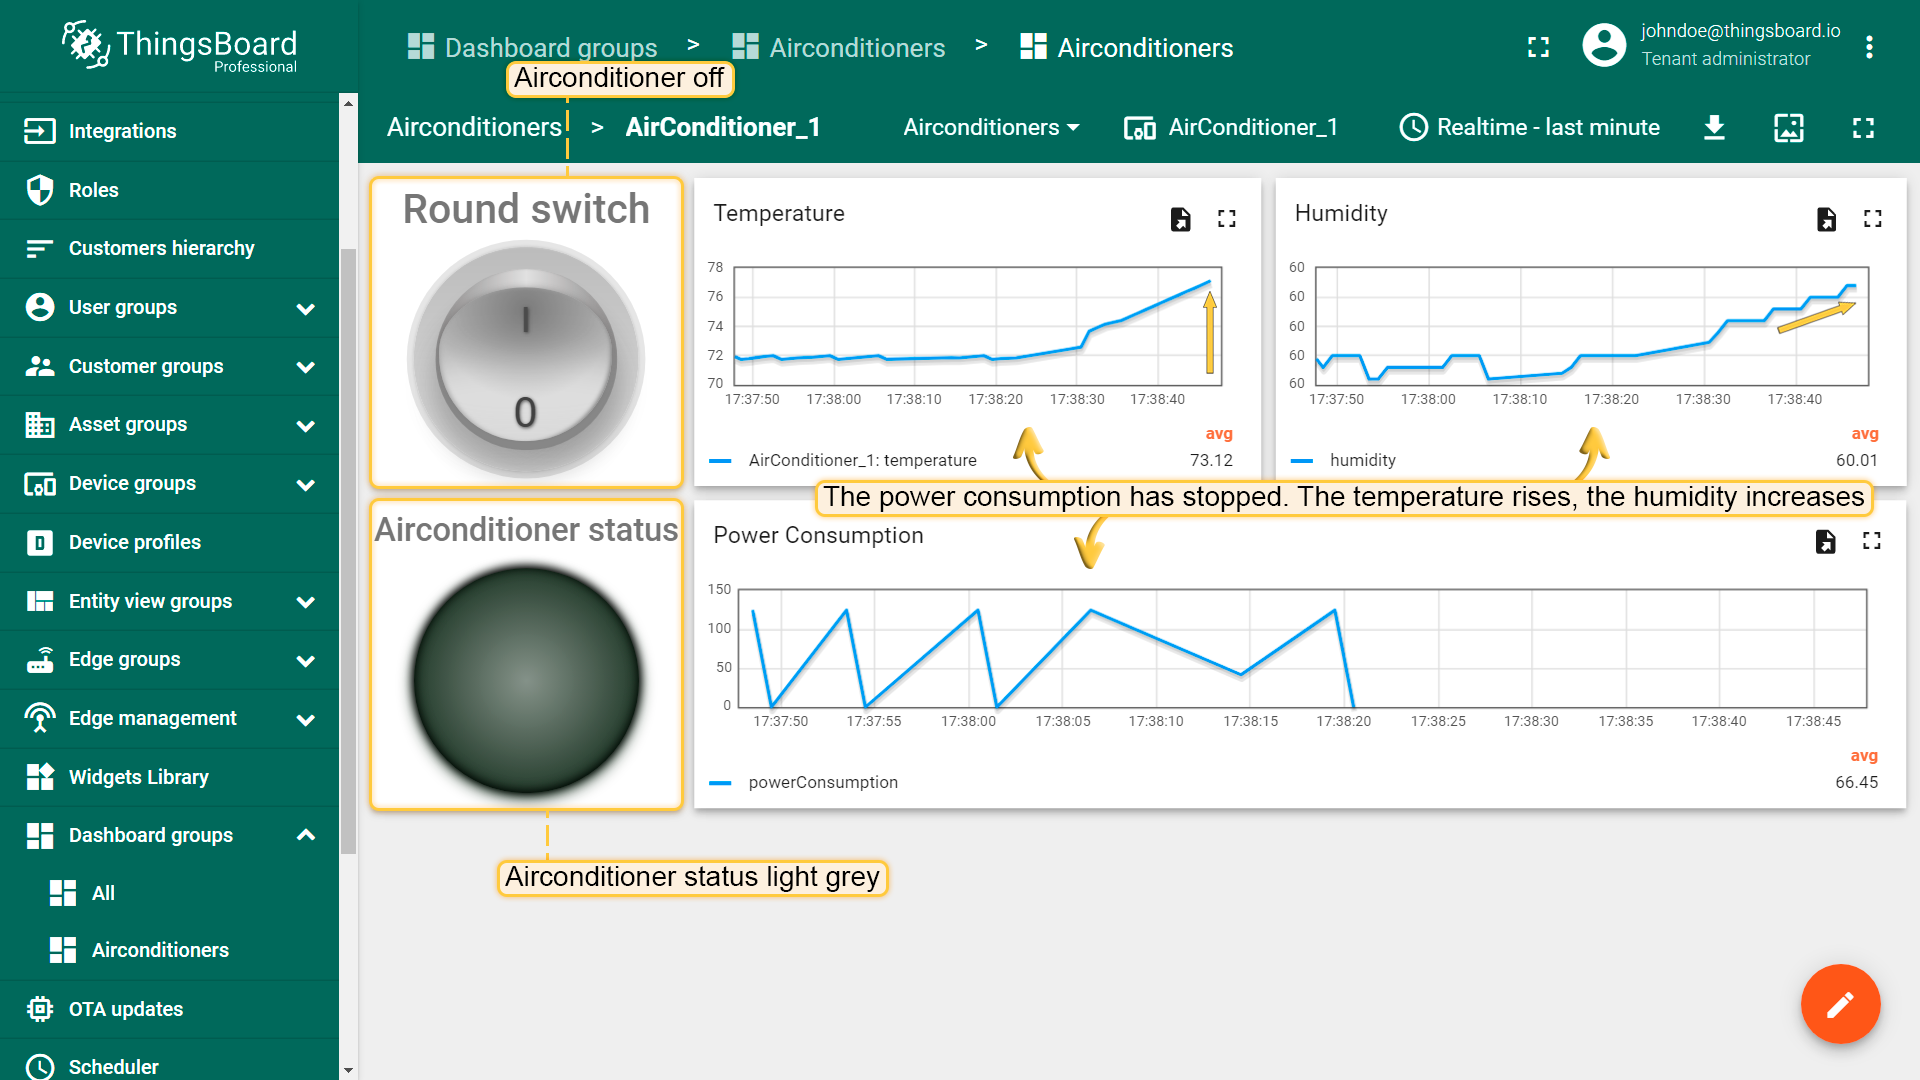 ThingsBoard
Professional
Dashboard groups > Airconditioners > Airconditioners
johndoe@thingsboard.io
Tenant administrator
Airconditioner off
Airconditioners > AirConditioner_1
Airconditioners
AirConditioner_1
Realtime - last minute
Integrations
Roles
Customers hierarchy
User groups
Customer groups
Asset groups
Device groups
Device profiles
Entity view groups
Edge groups
Edge management
Widgets Library
Dashboard groups
All
Airconditioners
OTA updates
Scheduler
Round switch
I
0
Temperature
78
76
74
72
70
17:37:50 17:38:00 17:38:10 17:38:20 17:38:30 17:38:40
avg
AirConditioner_1: temperature 73.12
Humidity
60
60
60
60
60
17:37:50 17:38:00 17:38:10 17:38:20 17:38:30 17:38:40
avg
humidity 60.01
The power consumption has stopped. The temperature rises, the humidity increases
Airconditioner status
Power Consumption
150
100
50
0
17:37:50 17:37:55 17:38:00 17:38:05 17:38:10 17:38:15 17:38:20 17:38:25 17:38:30 17:38:35 17:38:40 17:38:45
avg
powerConsumption 66.45
Airconditioner status light grey